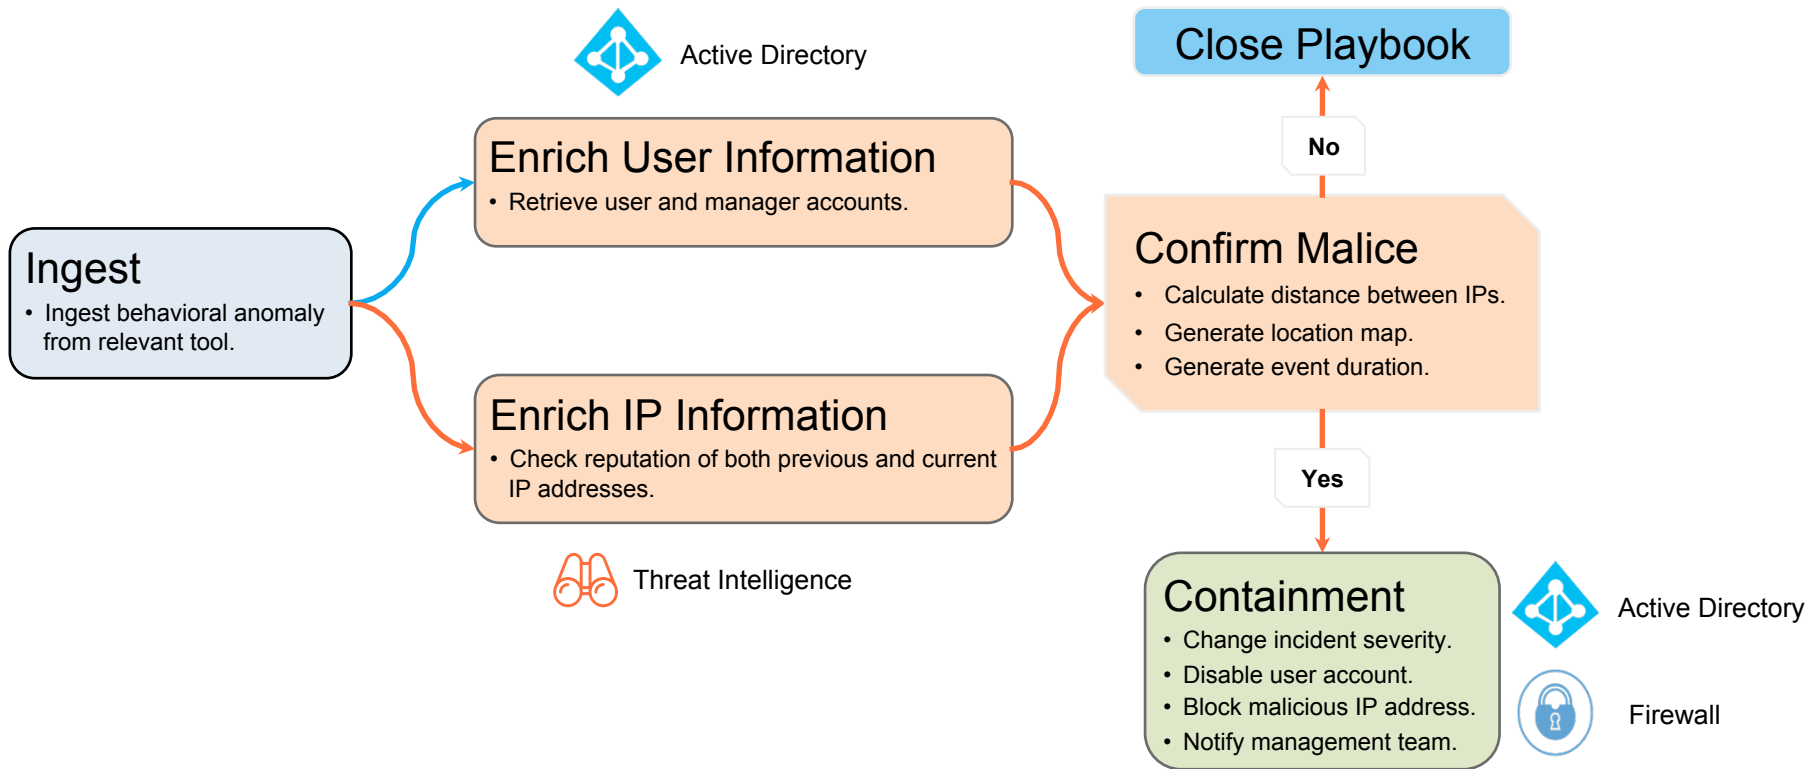 Active Directory
Close Playbook
No
Enrich User Information
• Retrieve user and manager accounts.
Ingest
• Ingest behavioral anomaly
from relevant tool.
Confirm Malice
• Calculate distance between IPs.
• Generate location map.
• Generate event duration.
Enrich IP Information
• Check reputation of both previous and current
IP addresses.
Yes
Threat Intelligence
Containment
• Change incident severity.
• Disable user account.
• Block malicious IP address.
• Notify management team.
Active Directory
Firewall